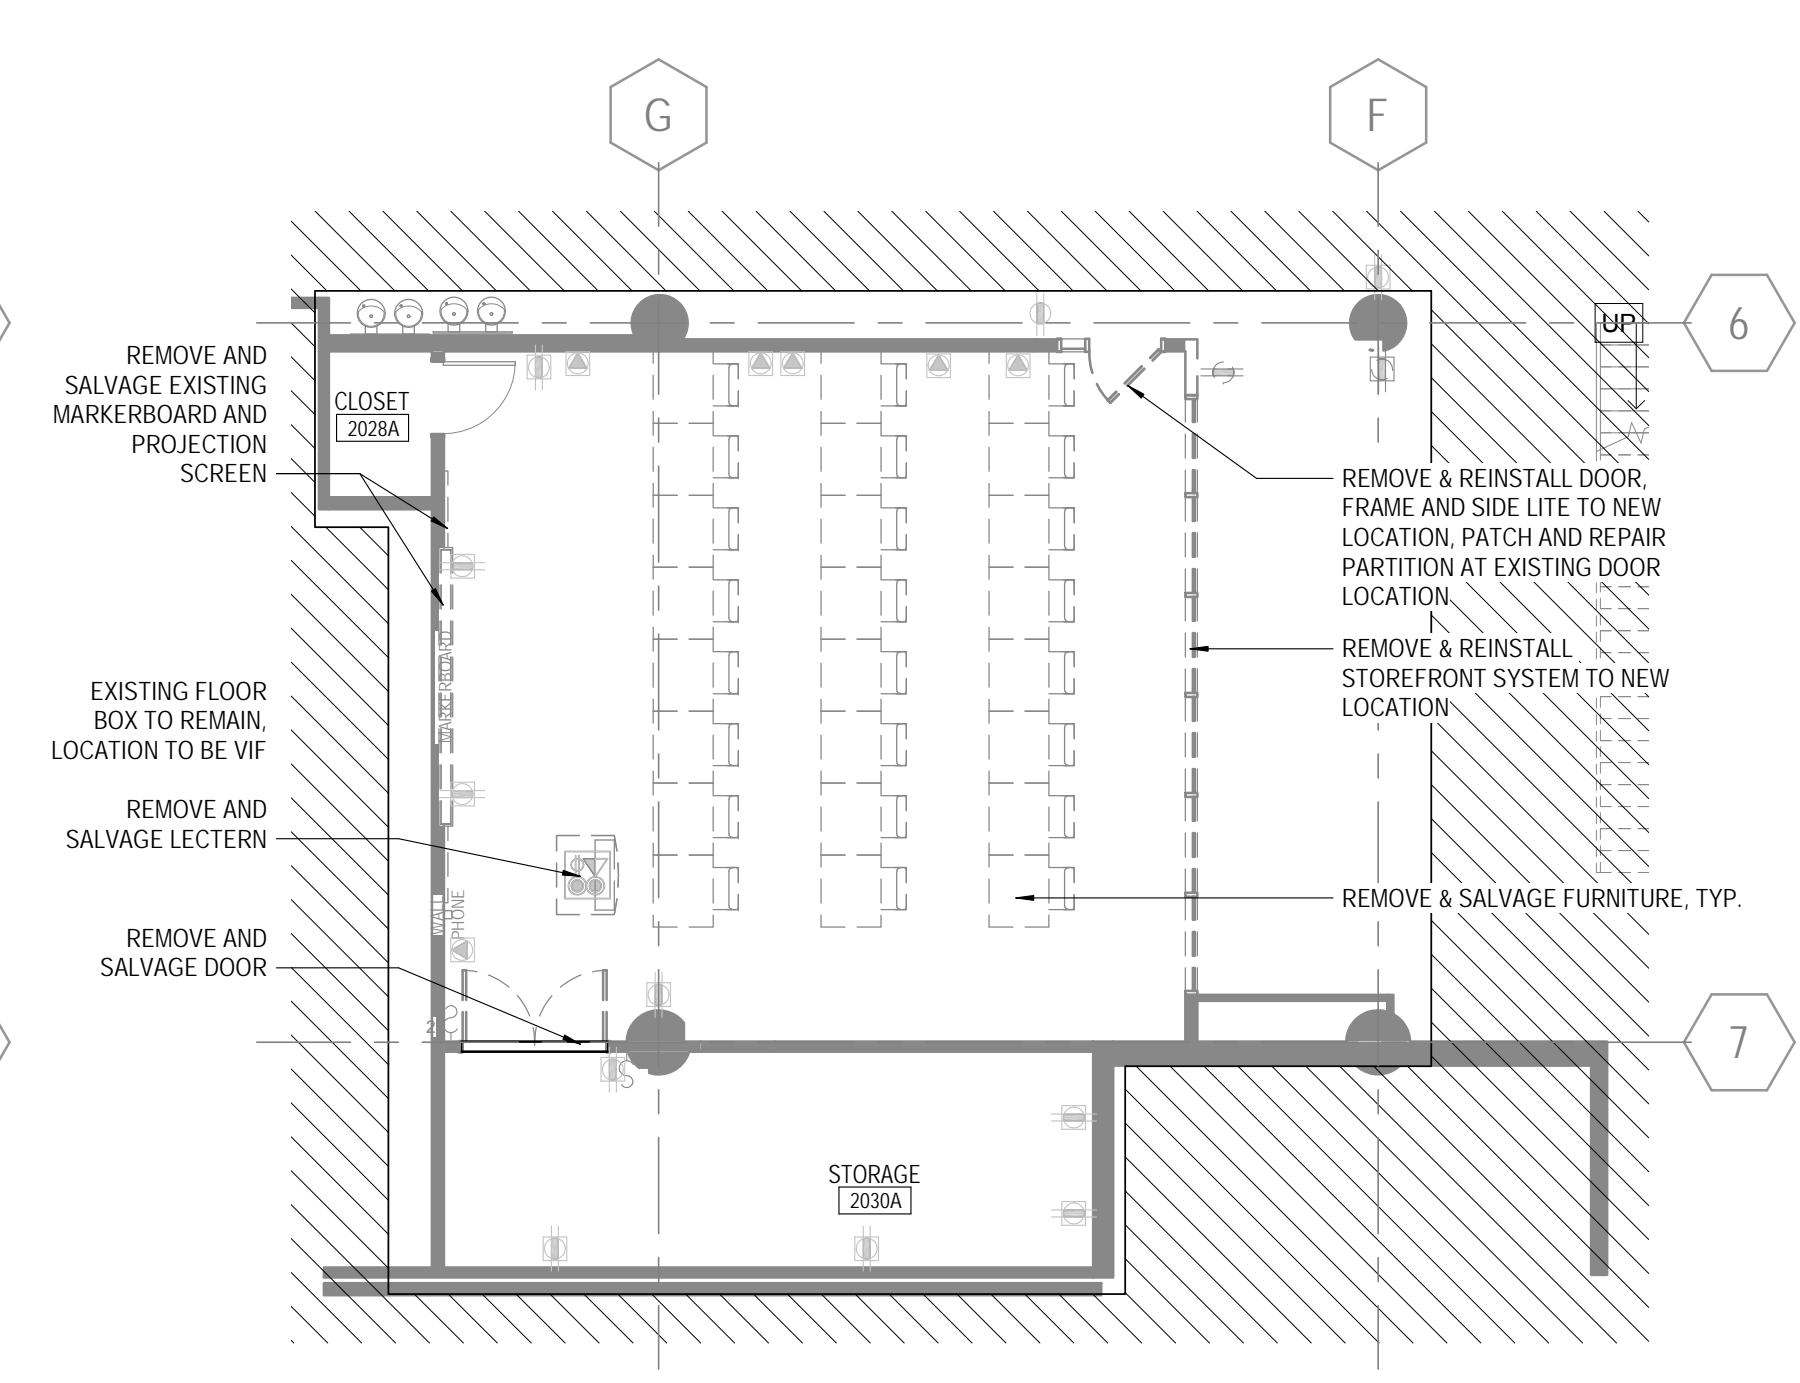 G
F
6
UP
REMOVE AND
SALVAGE EXISTING
MARKERBOARD AND
PROJECTION
SCREEN
CLOSET
2028A
REMOVE & REINSTALL DOOR,
FRAME AND SIDE LITE TO NEW
LOCATION, PATCH AND REPAIR
PARTITION AT EXISTING DOOR
LOCATION
REMOVE & REINSTALL
STOREFRONT SYSTEM TO NEW
LOCATION
MARKERBOARD
EXISTING FLOOR
BOX TO REMAIN,
LOCATION TO BE VIF
REMOVE AND
SALVAGE LECTERN
REMOVE & SALVAGE FURNITURE, TYP.
WALL
PHONE
REMOVE AND
SALVAGE DOOR
2
S
7
S
STORAGE
2030A